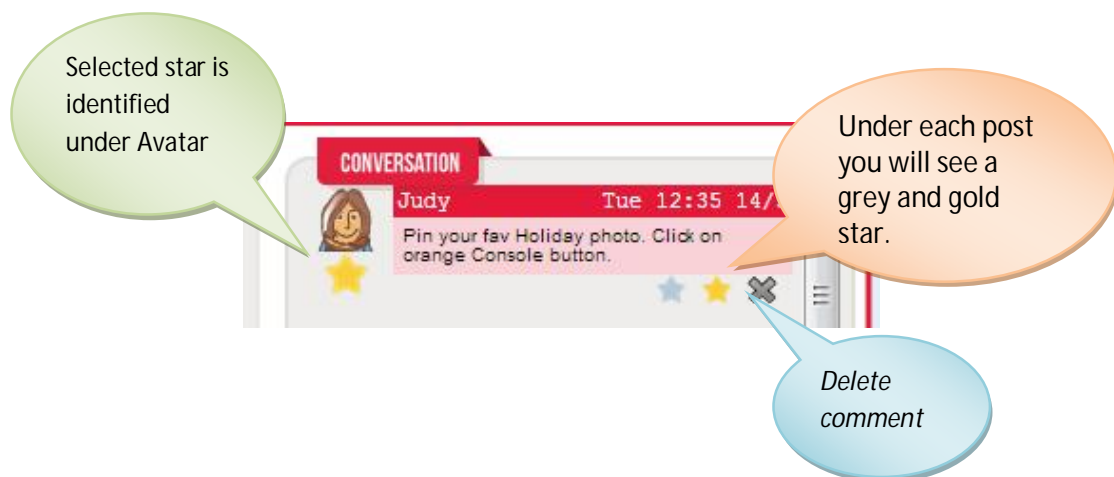 Selected star is
identified
under Avatar
Under each post
you will see a
grey and gold
star.
CONVERSATION
Judy Tue 12:35 14/
Pin your fav Holiday photo. Click on
orange Console button.
Delete
comment